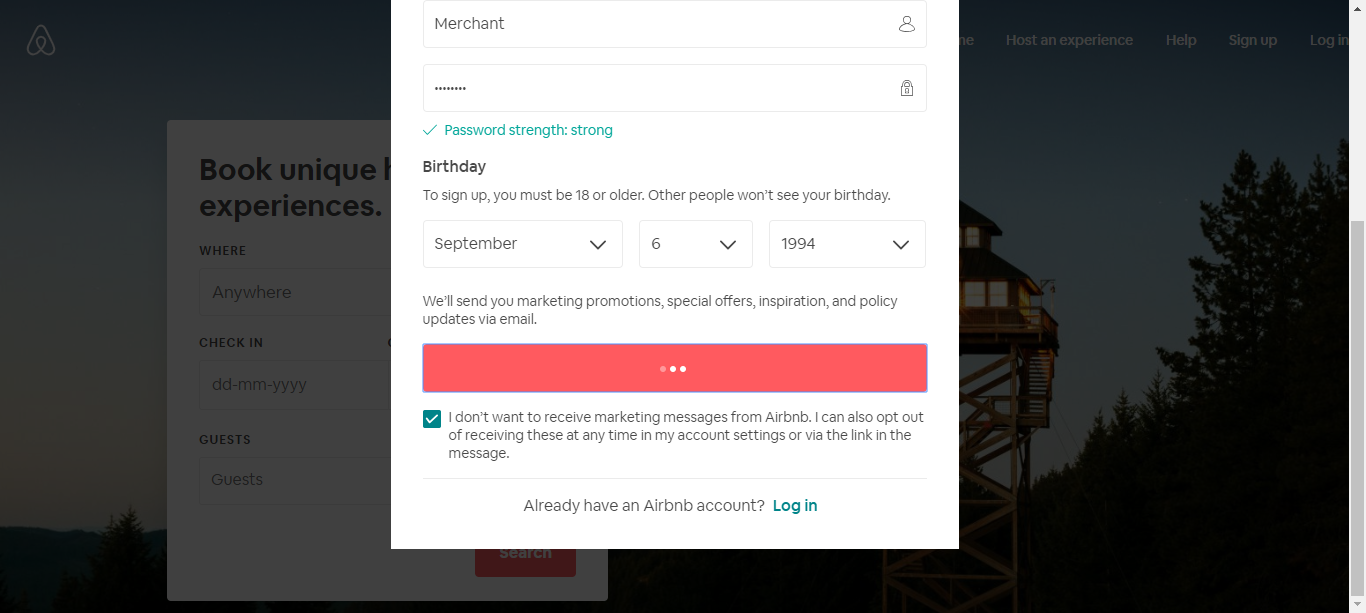 Merchant
••••••••
Password strength: strong
Birthday
To sign up, you must be 18 or older. Other people won’t see your birthday.
September
6
1994
We’ll send you marketing promotions, special offers, inspiration, and policy
updates via email.
I don’t want to receive marketing messages from Airbnb. I can also opt out
of receiving these at any time in my account settings or via the link in the
message.
Already have an Airbnb account? Log in
Host an experience
Help
Sign up
Log in
Book unique
experiences.
WHERE
Anywhere
CHECK IN
dd-mm-yyyy
GUESTS
Guests
Search